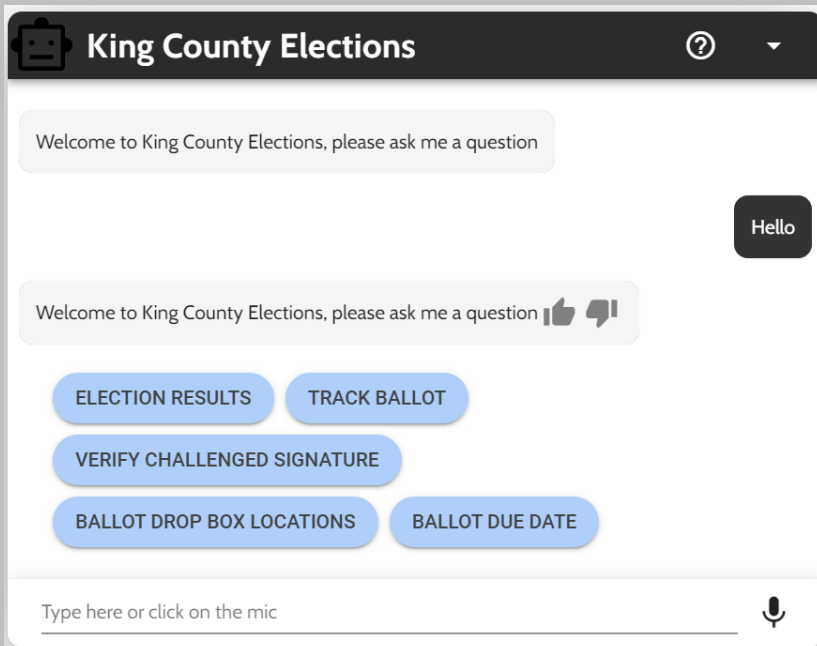 King County Elections
Welcome to King County Elections, please ask me a question
Hello
Welcome to King County Elections, please ask me a question
ELECTION RESULTS
TRACK BALLOT
VERIFY CHALLENGED SIGNATURE
BALLOT DROP BOX LOCATIONS
BALLOT DUE DATE
Type here or click on the mic